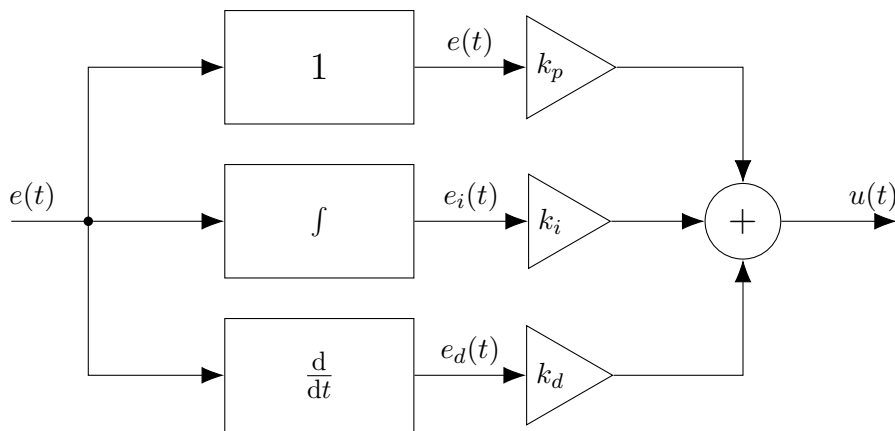 1
e(t)
k_p
e(t)
∫
e_i(t)
k_i
+
u(t)
d/dt
e_d(t)
k_d